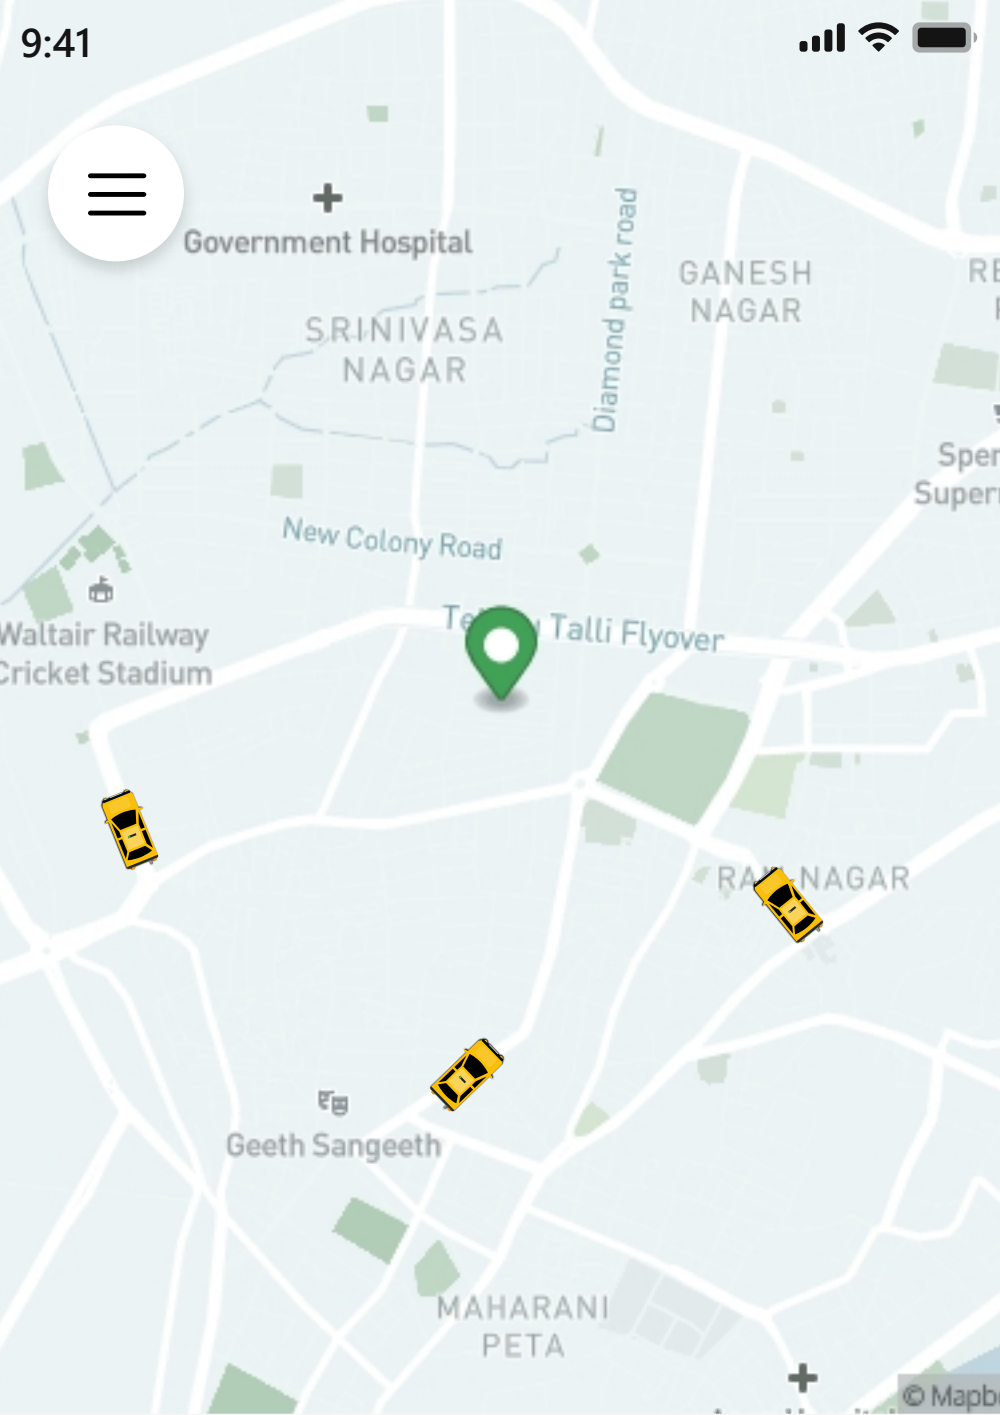 9:41
Government Hospital
Diamond park road
GANESH
NAGAR
SRINIVASA
NAGAR
New Colony Road
Talli Flyover
Waltair Railway
Cricket Stadium
NAGAR
Geeth Sangeeth
MAHARANI
PETA
©